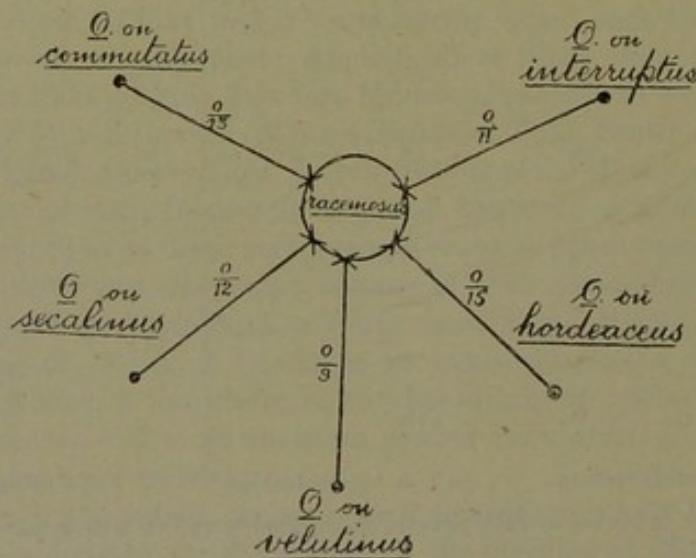 O. on
commutatus
O. on
interruptus
0/15
0/11
racemosus
0/12
0/15
O on
secalinus
O. on
hordeaceus
0/9
O on
velutinus